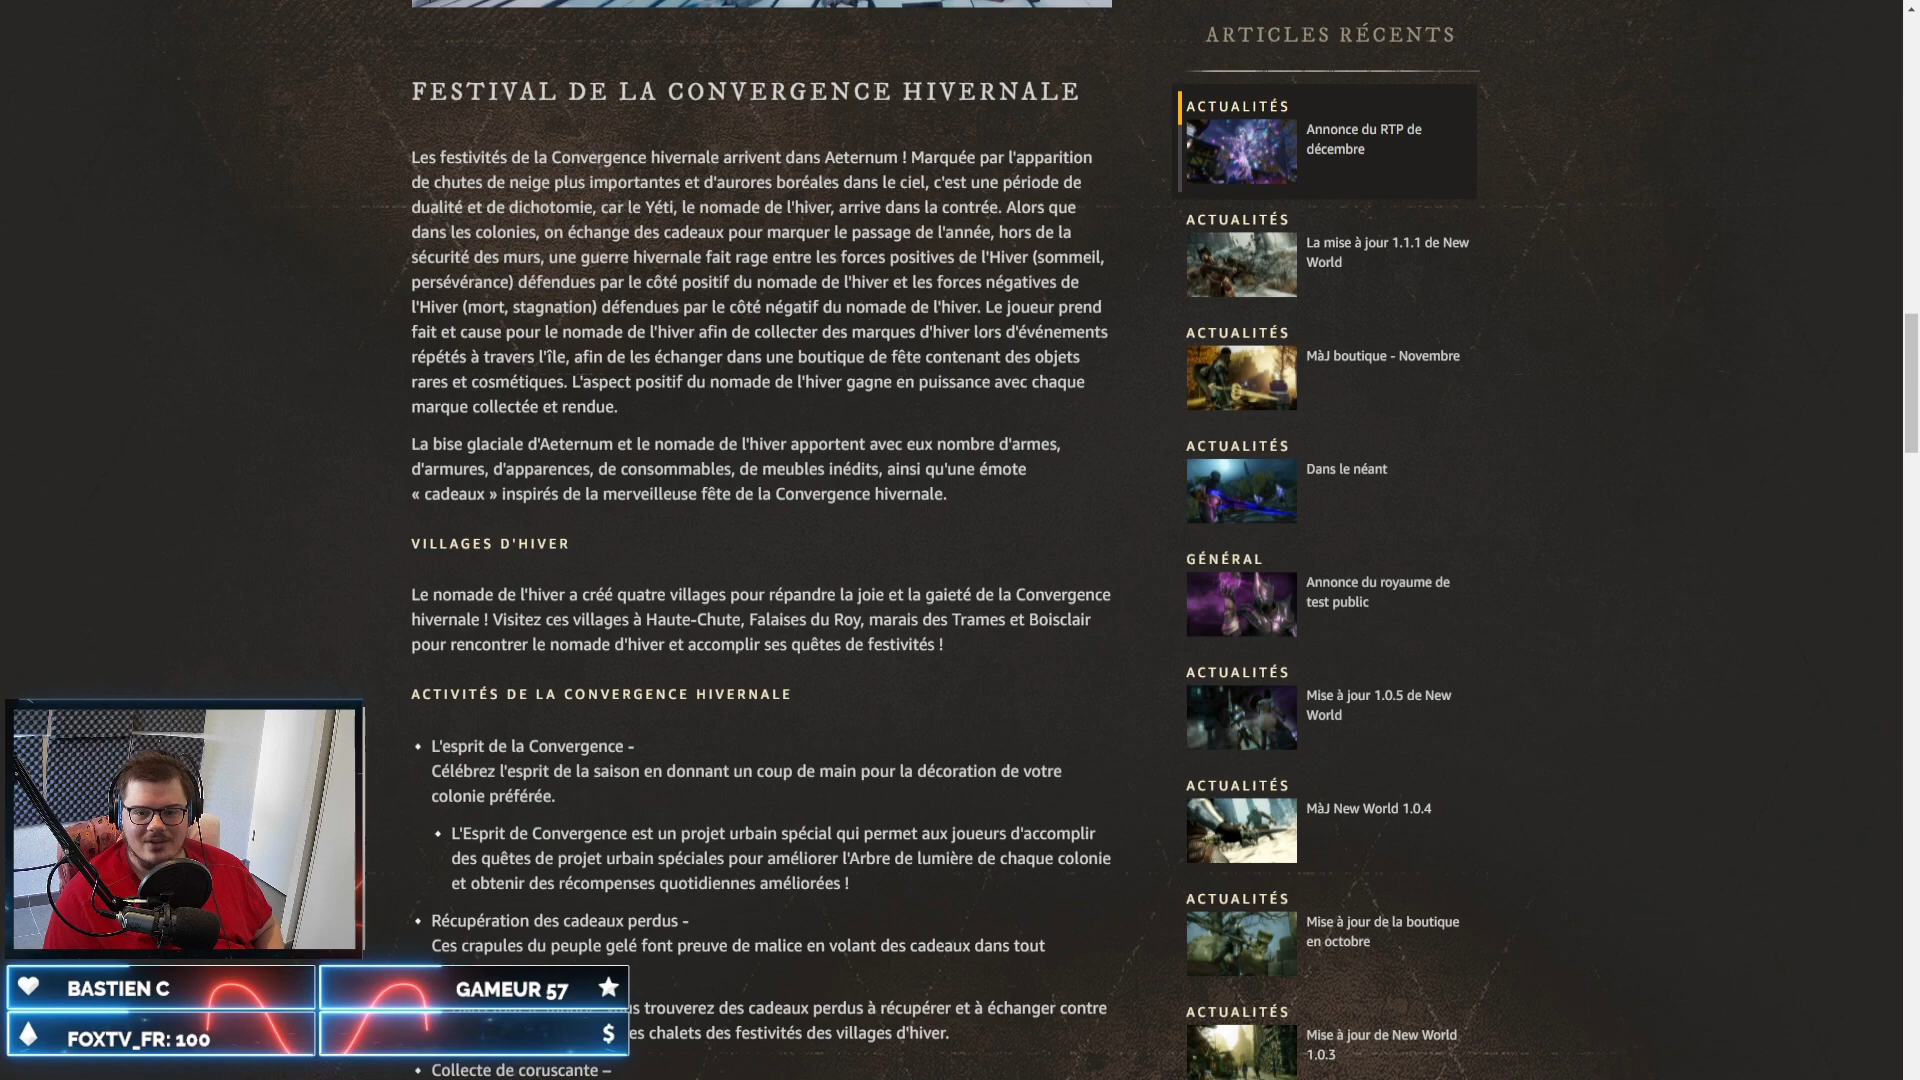 FESTIVAL DE LA CONVERGENCE HIVERNALE
Les festivités de la Convergence hivernale arrivent dans Aeternum ! Marquée par l'apparition
de chutes de neige plus importantes et d'aurores boréales dans le ciel, c'est une période de
dualité et de dichotomie, car le Yéti, le nomade de l'hiver, arrive dans la contrée. Alors que
dans les colonies, on échange des cadeaux pour marquer le passage de l'année, hors de la
sécurité des murs, une guerre hivernale fait rage entre les forces positives de l'Hiver (sommeil,
persévérance) défendues par le côté positif du nomade de l'hiver et les forces négatives de
l'Hiver (mort, stagnation) défendues par le côté négatif du nomade de l'hiver. Le joueur prend
fait et cause pour le nomade de l'hiver afin de collecter des marques d'hiver lors d'événements
répétés à travers l'île, afin de les échanger dans une boutique de fête contenant des objets
rares et cosmétiques. L'aspect positif du nomade de l'hiver gagne en puissance avec chaque
marque collectée et rendue.
La bise glaciale d'Aeternum et le nomade de l'hiver apportent avec eux nombre d'armes,
d'armures, d'apparences, de consommables, de meubles inédits, ainsi qu'une émote
« cadeaux » inspirés de la merveilleuse fête de la Convergence hivernale.
VILLAGES D'HIVER
Le nomade de l'hiver a créé quatre villages pour répandre la joie et la gaieté de la Convergence
hivernale ! Visitez ces villages à Haute-Chute, Falaises du Roy, marais des Trames et Boisclair
pour rencontrer le nomade d'hiver et accomplir ses quêtes de festivités !
ACTIVITÉS DE LA CONVERGENCE HIVERNALE
L'esprit de la Convergence -
Célébrez l'esprit de la saison en donnant un coup de main pour la décoration de votre
colonie préférée.
L'Esprit de Convergence est un projet urbain spécial qui permet aux joueurs d'accomplir
des quêtes de projet urbain spéciales pour améliorer l'Arbre de lumière de chaque colonie
et obtenir des récompenses quotidiennes améliorées !
Récupération des cadeaux perdus -
Ces crapules du peuple gelé font preuve de malice en volant des cadeaux dans tout
us trouverez des cadeaux perdus à récupérer et à échanger contre
es chalets des festivités des villages d'hiver.
Collecte de coruscante –
ARTICLES RÉCENTS
ACTUALITÉS
Annonce du RTP de
décembre
ACTUALITÉS
La mise à jour 1.1.1 de New
World
ACTUALITÉS
MàJ boutique - Novembre
ACTUALITÉS
Dans le néant
GÉNÉRAL
Annonce du royaume de
test public
ACTUALITÉS
Mise à jour 1.0.5 de New
World
ACTUALITÉS
MàJ New World 1.0.4
ACTUALITÉS
Mise à jour de la boutique
en octobre
ACTUALITÉS
Mise à jour de New World
1.0.3
BASTIEN C
GAMEUR 57
FOXTV_FR: 100
$